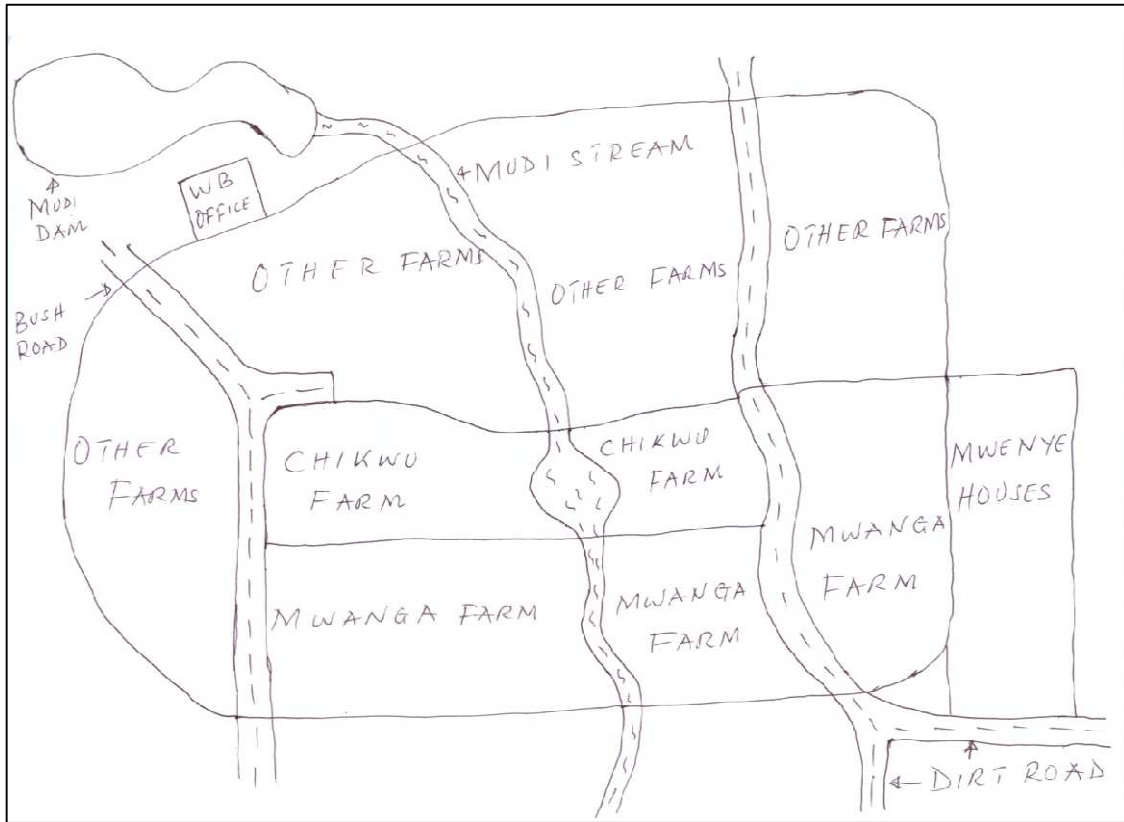 WB
OFFICE
MUDI
DAM
MUDI STREAM
OTHER FARMS
OTHER FARMS
OTHER FARMS
BUSH
ROAD
OTHER
FARMS
CHIKWU
FARM
CHIKWU
FARM
MWENYE
HOUSES
MWANGA
FARM
MWANGA FARM
MWANGA
FARM
DIRT ROAD